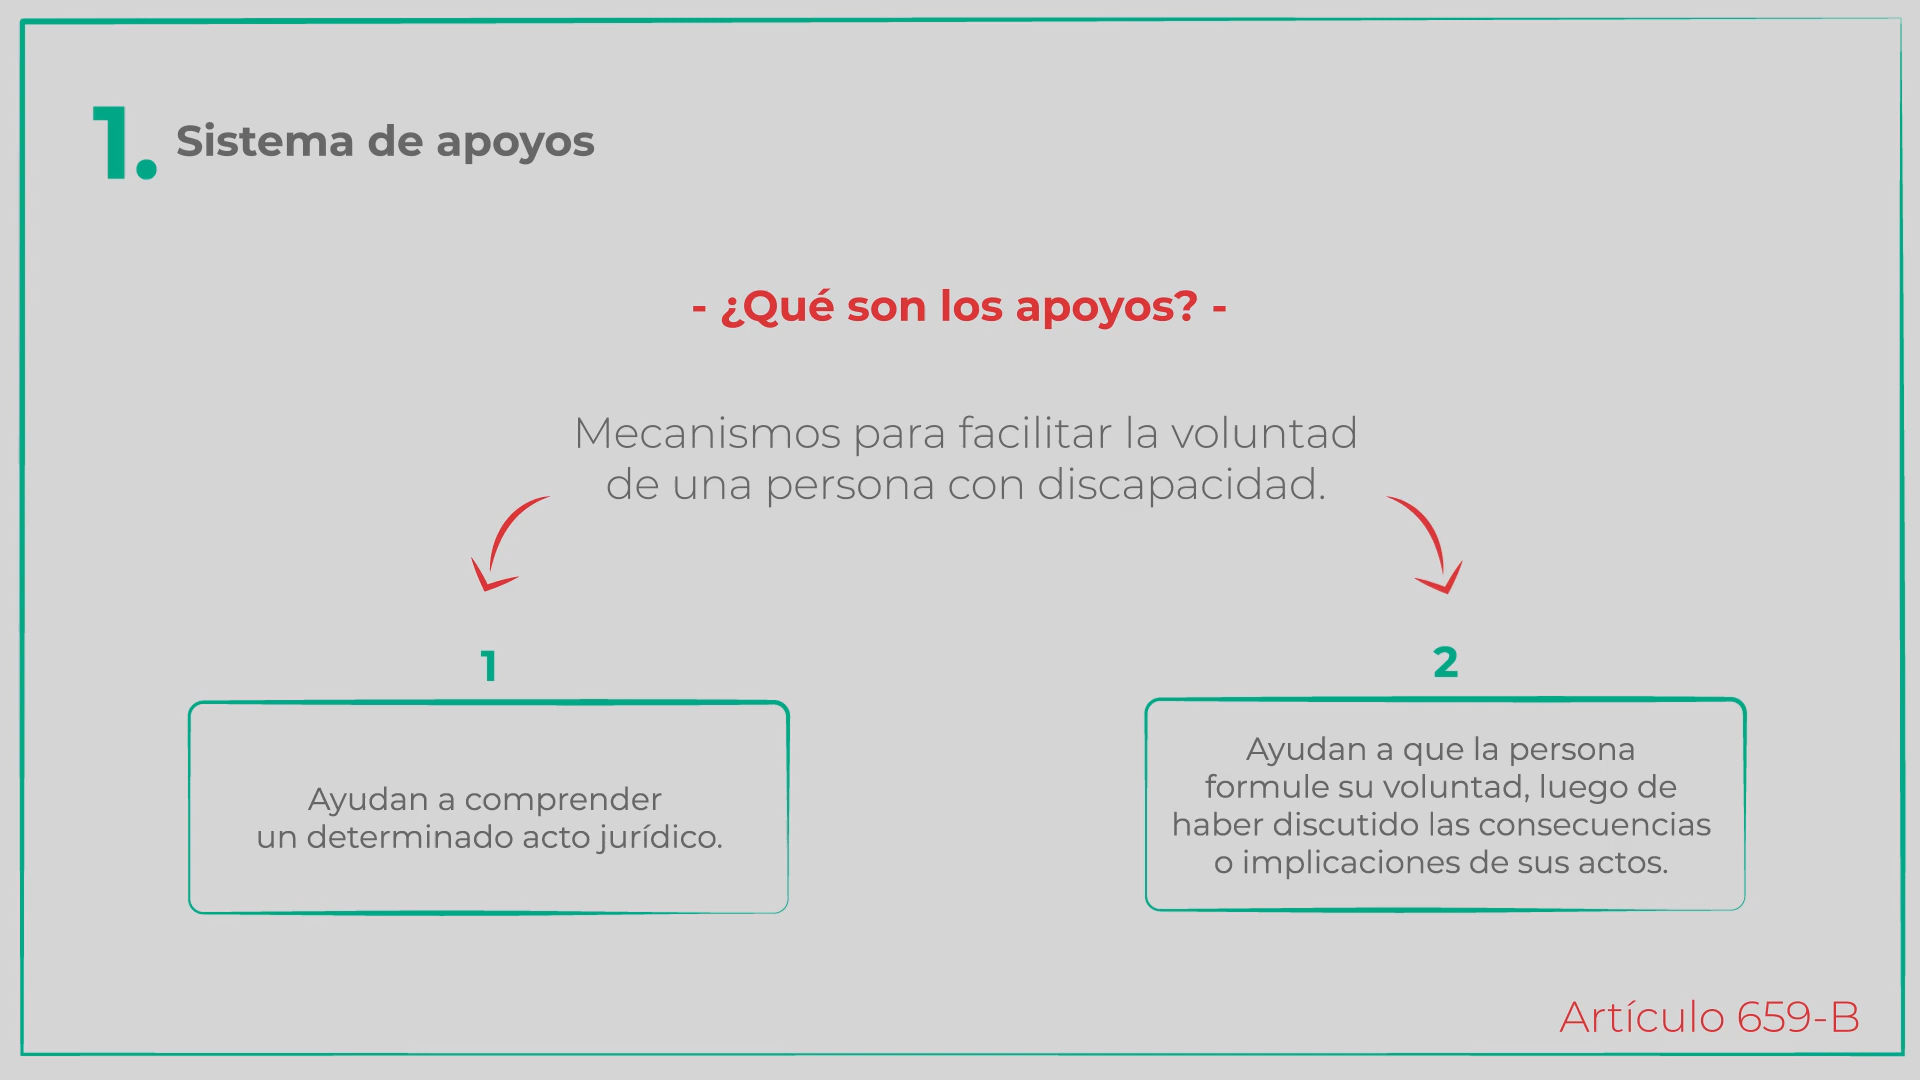 1. Sistema de apoyos
- ¿Qué son los apoyos? -
Mecanismos para facilitar la voluntad
de una persona con discapacidad.
1
Ayudan a comprender
un determinado acto jurídico.
2
Ayudan a que la persona
formule su voluntad, luego de
haber discutido las consecuencias
o implicaciones de sus actos.
Artículo 659-B